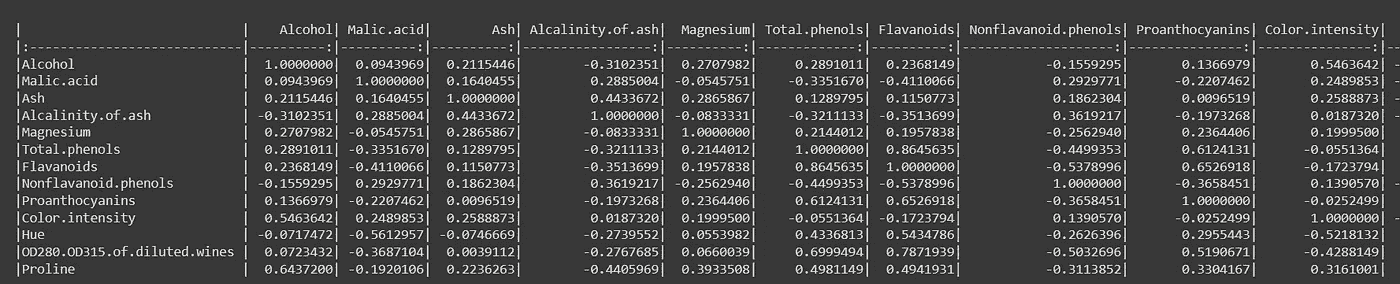 |                            |    Alcohol| Malic.acid|        Ash| Alcalinity.of.ash|  Magnesium| Total.phenols| Flavanoids| Nonflavanoid.phenols| Proanthocyanins| Color.intensity|
|:---------------------------|----------:|----------:|----------:|-----------------:|----------:|-------------:|----------:|--------------------:|---------------:|---------------:|-
|Alcohol                     |  1.0000000|  0.0943969|  0.2115446|        -0.3102351|  0.2707982|     0.2891011|  0.2368149|           -0.1559295|       0.1366979|       0.5463642| -
|Malic.acid                  |  0.0943969|  1.0000000|  0.1640455|         0.2885004| -0.0545751|    -0.3351670| -0.4110066|            0.2929771|      -0.2207462|       0.2489853| -
|Ash                         |  0.2115446|  0.1640455|  1.0000000|         0.4433672|  0.2865867|     0.1289795|  0.1150773|            0.1862304|       0.0096519|       0.2588873| -
|Alcalinity.of.ash           | -0.3102351|  0.2885004|  0.4433672|         1.0000000| -0.0833331|    -0.3211133| -0.3513699|            0.3619217|      -0.1973268|       0.0187320| -
|Magnesium                   |  0.2707982| -0.0545751|  0.2865867|        -0.0833331|  1.0000000|     0.2144012|  0.1957838|           -0.2562940|       0.2364406|       0.1999500|
|Total.phenols               |  0.2891011| -0.3351670|  0.1289795|        -0.3211133|  0.2144012|     1.0000000|  0.8645635|           -0.4499353|       0.6124131|      -0.0551364|
|Flavanoids                  |  0.2368149| -0.4110066|  0.1150773|        -0.3513699|  0.1957838|     0.8645635|  1.0000000|           -0.5378996|       0.6526918|      -0.1723794|
|Nonflavanoid.phenols        | -0.1559295|  0.2929771|  0.1862304|         0.3619217| -0.2562940|    -0.4499353| -0.5378996|            1.0000000|      -0.3658451|       0.1390570| -
|Proanthocyanins             |  0.1366979| -0.2207462|  0.0096519|        -0.1973268|  0.2364406|     0.6124131|  0.6526918|           -0.3658451|       1.0000000|      -0.0252499|
|Color.intensity             |  0.5463642|  0.2489853|  0.2588873|         0.0187320|  0.1999500|    -0.0551364| -0.1723794|            0.1390570|      -0.0252499|       1.0000000| -
|Hue                         | -0.0717472| -0.5612957| -0.0746669|        -0.2739552|  0.0553982|     0.4336813|  0.5434786|           -0.2626396|       0.2955443|      -0.5218132|
|OD280.OD315.of.diluted.wines |  0.0723432| -0.3687104|  0.0039112|        -0.2767685|  0.0660039|     0.6999494|  0.7871939|           -0.5032696|       0.5190671|      -0.4288149|
|Proline                     |  0.6437200| -0.1920106|  0.2236263|        -0.4405969|  0.3933508|     0.4981149|  0.4941931|           -0.3113852|       0.3304167|       0.3161001|